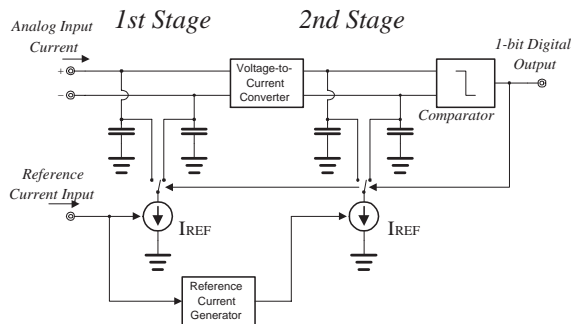 Analog Input
Current
1st Stage
2nd Stage
1-bit Digital
Output
+
−
Voltage-to-
Current
Converter
Comparator
Reference
Current Input
IREF
IREF
Reference
Current
Generator